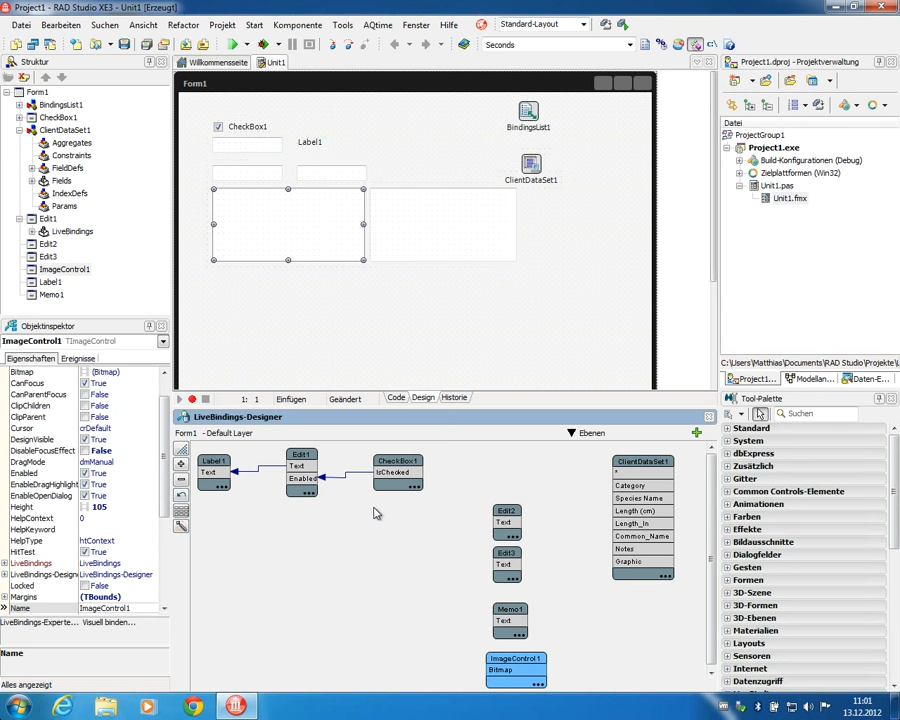 Project1 - RAD Studio XE3 - Unit1 [Erzeugt]
Datei Bearbeiten Suchen Ansicht Refactor Projekt Start Komponente Tools AQtime Fenster Hilfe Standard-Layout
Seconds
Struktur
Willkommensseite Unit1
Project1.dproj - Projektverwaltung
Form1
BindingsList1
CheckBox1
ClientDataSet1
Aggregates
Constraints
FieldDefs
Fields
IndexDefs
Params
Edit1
LiveBindings
Edit2
Edit3
ImageControl1
Label1
Memo1
Form1
CheckBox1
Label1
BindingsList1
ClientDataSet1
Datei
ProjectGroup1
Project1.exe
Build-Konfigurationen (Debug)
Zielplattformen (Win32)
Unit1.pas
Unit1.fmx
C:\Users\Matthias\Documents\RAD Studio\Projekte\
Project1... Modellan... Daten-E...
Objektinspektor
ImageControl1 TImageControl
Eigenschaften Ereignisse
Bitmap (Bitmap)
CanFocus True
CanParentFocus False
ClipChildren False
ClipParent False
Cursor crDefault
DesignVisible True
DisableFocusEffect False
DragMode dmManual
Enabled True
EnableDragHighlight True
EnableOpenDialog True
Height 105
HelpContext 0
HelpKeyword
HelpType htContext
HitTest True
LiveBindings LiveBindings
LiveBindings-Designer LiveBindings-Designer
Locked False
Margins (TBounds)
Name ImageControl1
LiveBindings-Experte... Visuell binden...
Name
Alles angezeigt
1: 1 Einfügen Geändert Code Design Historie
LiveBindings-Designer
Form1 - Default Layer
Ebenen
Label1
Text
Edit1
Text
Enabled
CheckBox1
IsChecked
Edit2
Text
Edit3
Text
Memo1
Text
ImageControl1
Bitmap
ClientDataSet1
*
Category
Species Name
Length (cm)
Length_In
Common_Name
Notes
Graphic
Tool-Palette
Suchen
Standard
System
dbExpress
Zusätzlich
Gitter
Common Controls-Elemente
Animationen
Farben
Effekte
Bildausschnitte
Dialogfelder
Gesten
Formen
3D-Szene
3D-Formen
3D-Ebenen
Materialien
Layouts
Sensoren
Internet
Datenzugriff
11:01
13.12.2012